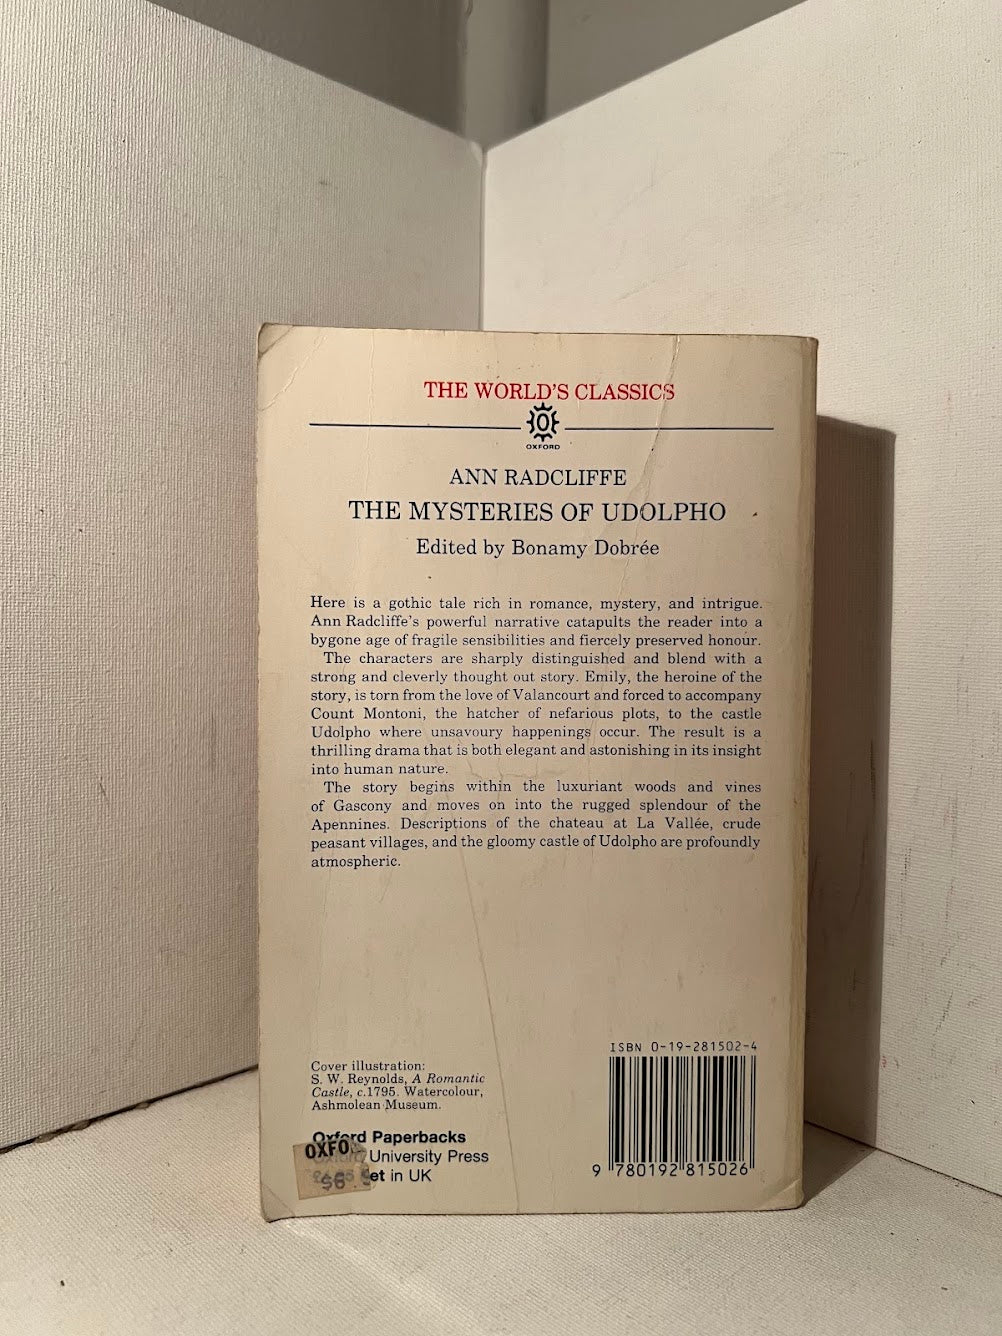 THE WORLD'S CLASSICS
OXFORD
ANN RADCLIFFE
THE MYSTERIES OF UDOLPHO
Edited by Bonamy Dobrée
Here is a gothic tale rich in romance, mystery, and intrigue.
Ann Radcliffe's powerful narrative catapults the reader into a
bygone age of fragile sensibilities and fiercely preserved honour.
The characters are sharply distinguished and blend with a
strong and cleverly thought out story. Emily, the heroine of the
story, is torn from the love of Valancourt and forced to accompany
Count Montoni, the hatcher of nefarious plots, to the castle
Udolpho where unsavoury happenings occur. The result is a
thrilling drama that is both elegant and astonishing in its insight
into human nature.
The story begins within the luxuriant woods and vines
of Gascony and moves on into the rugged splendour of the
Apennines. Descriptions of the chateau at La Vallée, crude
peasant villages, and the gloomy castle of Udolpho are profoundly
atmospheric.
ISBN 0-19-281502-4
9 780192 815026
Cover illustration:
S. W. Reynolds, A Romantic
Castle, c.1795. Watercolour,
Ashmolean Museum.
Oxford Paperbacks
OXFO
Oxford University Press
in UK